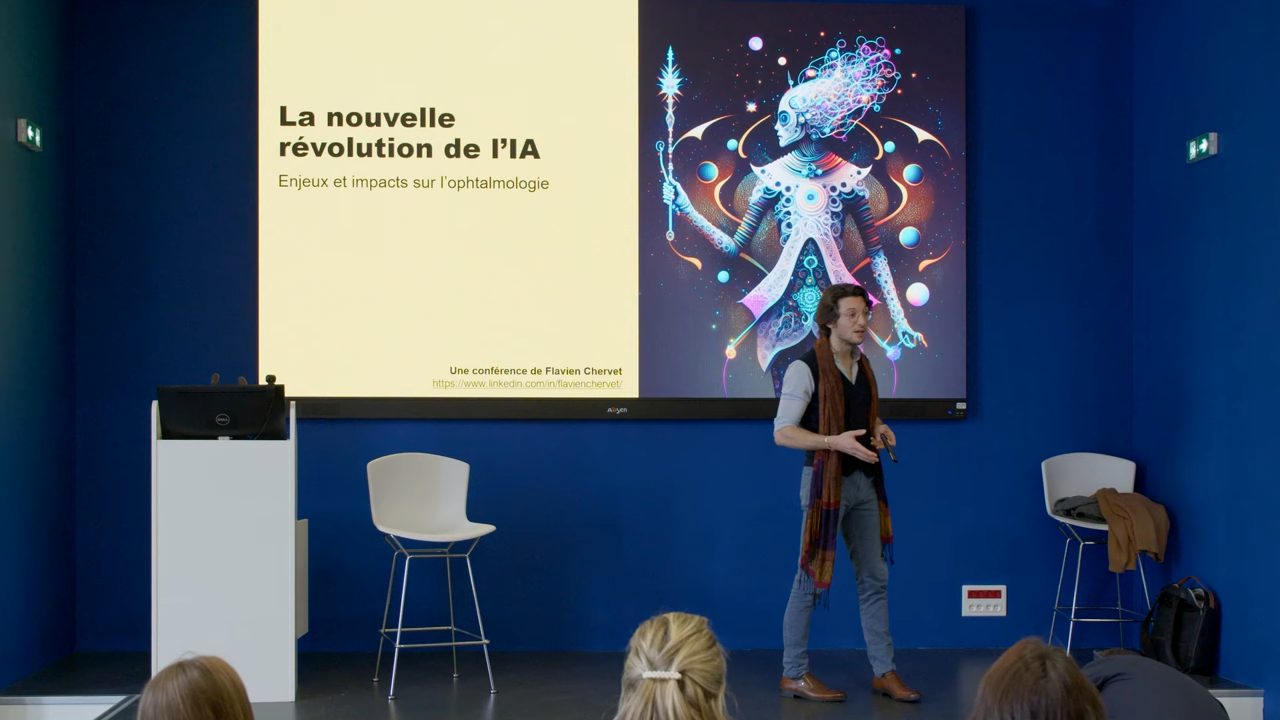 La nouvelle
révolution de l'IA
Enjeux et impacts sur l'ophtalmologie
Une conférence de Flavien Chervet
https://www.linkedin.com/in/flavienchervet/
DELL